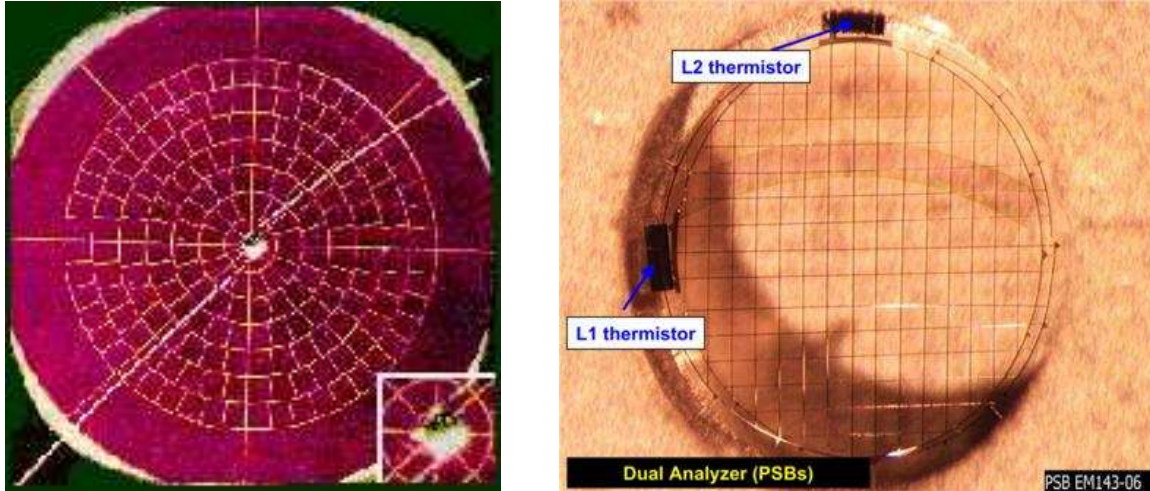 L2 thermistor
L1 thermistor
Dual Analyzer (PSBs)
PSB EM143-06